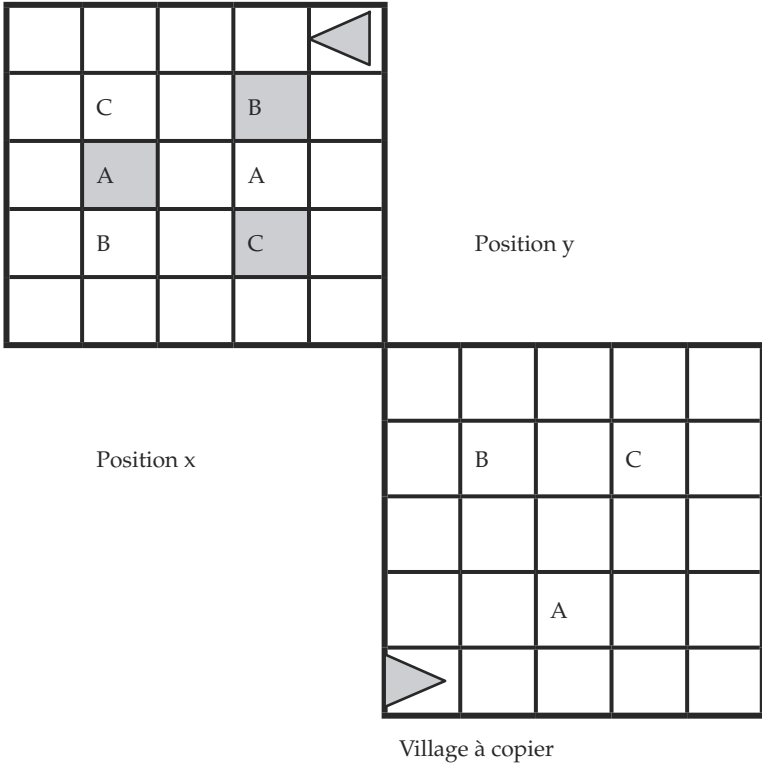 C B
A A
B C
Position y
Position x
B C
A
Village à copier